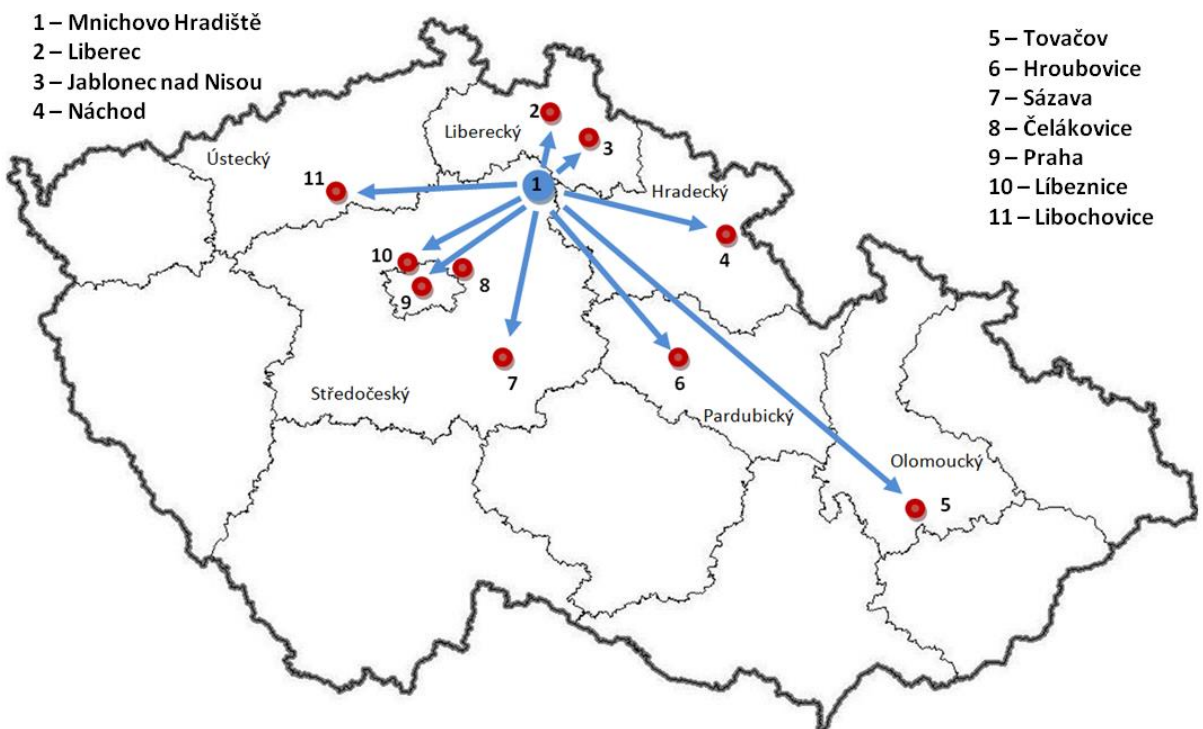 1 – Mnichovo Hradiště
2 – Liberec
3 – Jablonec nad Nisou
4 – Náchod
5 – Tovačov
6 – Hroubovice
7 – Sázava
8 – Čelákovice
9 – Praha
10 – Líbeznice
11 – Libochovice
2
Liberecký
3
Ústecký
11
1
Hradecký
10
4
8
9
7
6
Středočeský
Pardubický
Olomoucký
5